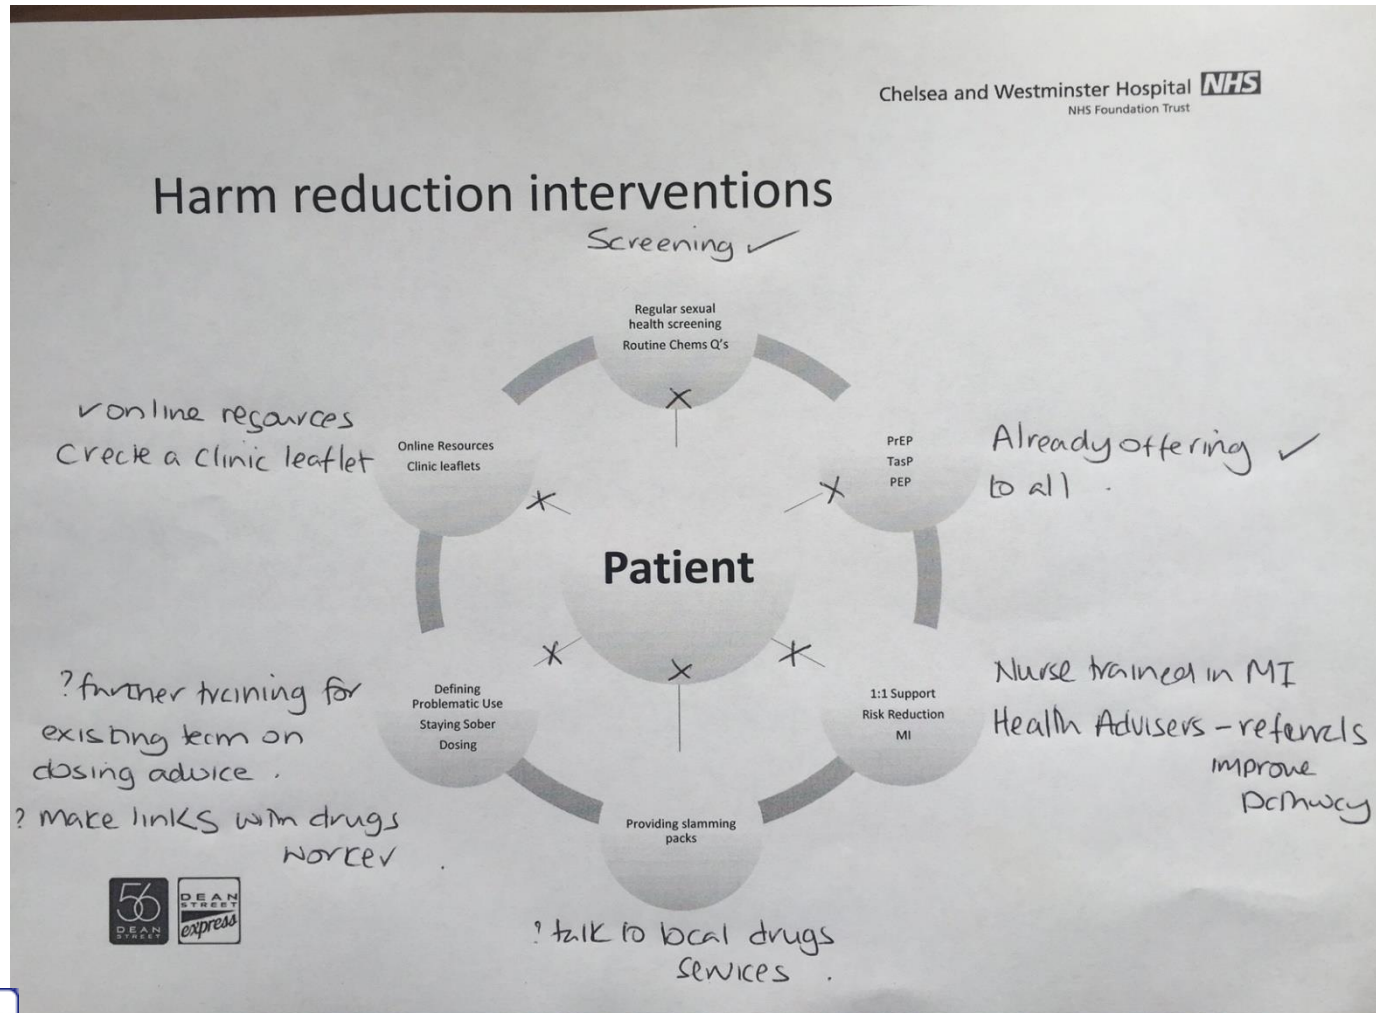 Chelsea and Westminster Hospital NHS
NHS Foundation Trust
Harm reduction interventions
Screening ✓
Regular sexual
health screening
Routine Chems Q's
✓ online resources
Create a clinic leaflet
Online Resources
Clinic leaflets
PrEP
TasP
PEP
Already offering ✓
to all .
Patient
? further training for
existing team on
dosing advice .
? make links with drugs
worker .
Defining
Problematic Use
Staying Sober
Dosing
1:1 Support
Risk Reduction
MI
Nurse trained in MI
Health Advisers - referrals
improve
pathway
Providing slamming
packs
? talk to local drugs
services .
56
DEAN
STREET
DEAN
STREET
express